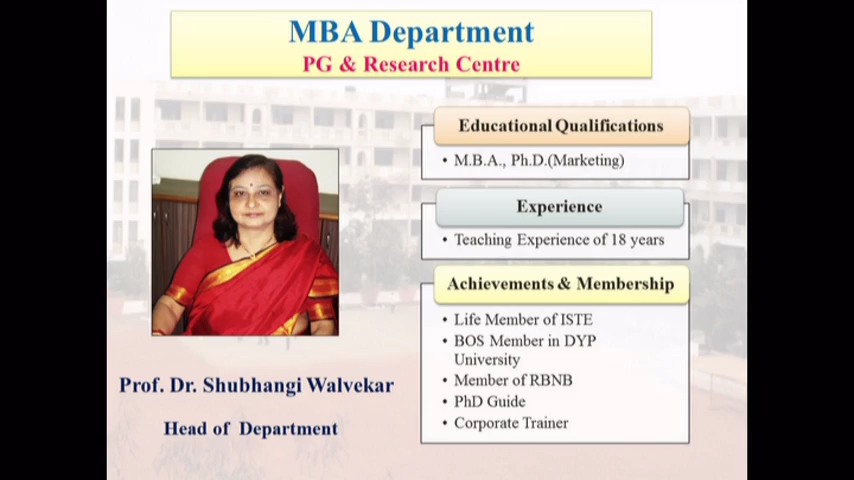 MBA Department
PG & Research Centre
Educational Qualifications
• M.B.A., Ph.D.(Marketing)
Experience
• Teaching Experience of 18 years
Achievements & Membership
• Life Member of ISTE
• BOS Member in DYP
University
• Member of RBNB
• PhD Guide
• Corporate Trainer
Prof. Dr. Shubhangi Walvekar
Head of Department